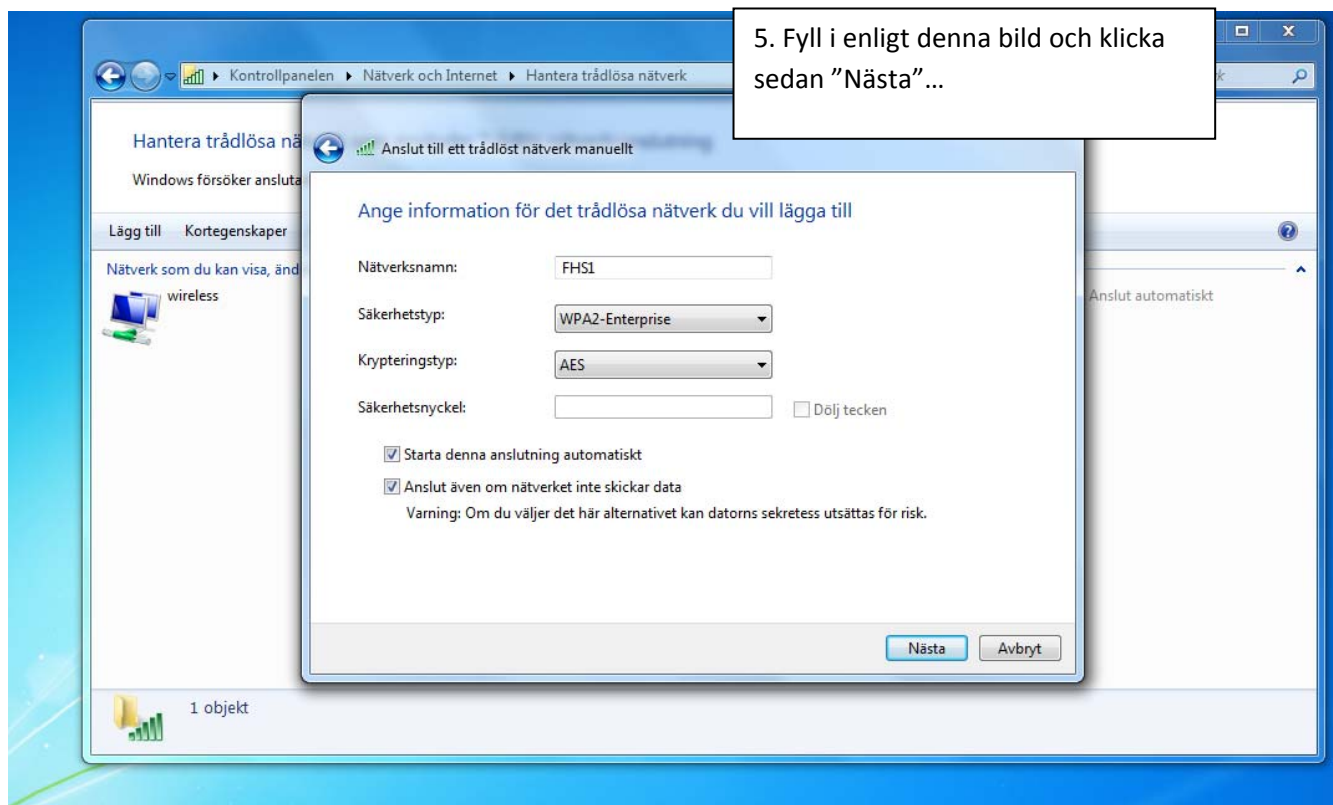 5. Fyll i enligt denna bild och klicka
sedan ”Nästa”…
Kontrollpanelen ▸ Nätverk och Internet ▸ Hantera trådlösa nätverk
Hantera trådlösa nä
Windows försöker ansluta
Lägg till Kortegenskaper
Nätverk som du kan visa, änd
wireless
Anslut automatiskt
Anslut till ett trådlöst nätverk manuellt
Ange information för det trådlösa nätverk du vill lägga till
Nätverksnamn: FHS1
Säkerhetstyp: WPA2-Enterprise
Krypteringstyp: AES
Säkerhetsnyckel: Dölj tecken
Starta denna anslutning automatiskt
Anslut även om nätverket inte skickar data
Varning: Om du väljer det här alternativet kan datorns sekretess utsättas för risk.
Nästa Avbryt
1 objekt